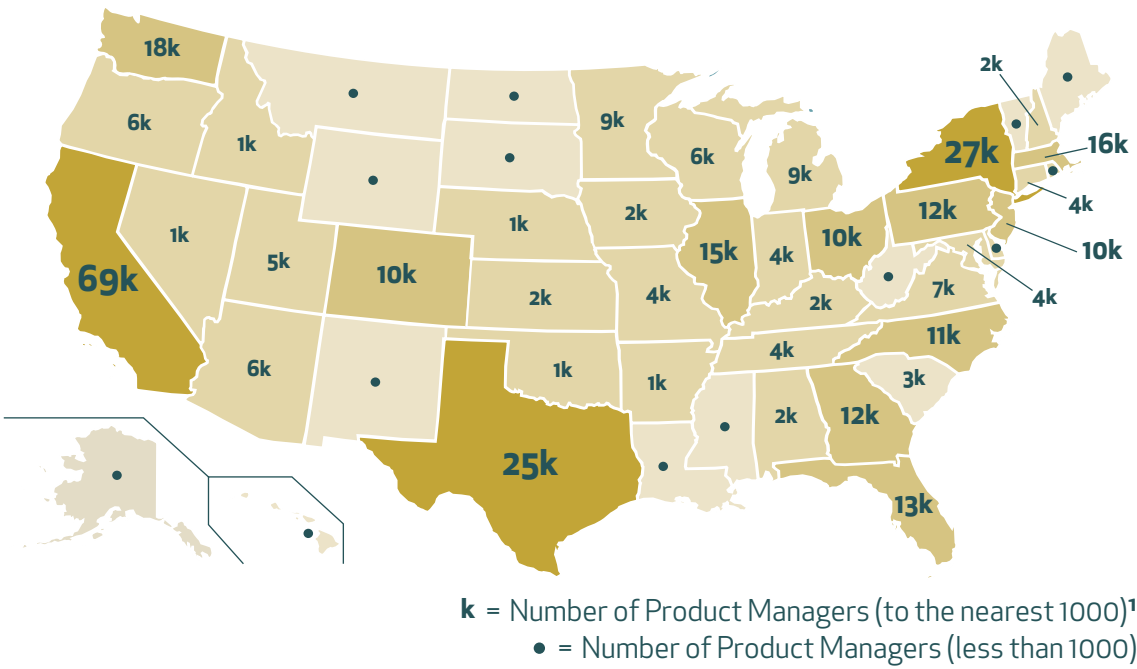 18k
2k
9k
6k
16k
1k
6k
27k
9k
4k
2k
12k
1k
1k
10k
10k
5k
15k
4k
10k
69k
7k
4k
2k
4k
2k
11k
4k
6k
1k
3k
1k
2k
12k
25k
13k
k = Number of Product Managers (to the nearest 1000)¹
● = Number of Product Managers (less than 1000)